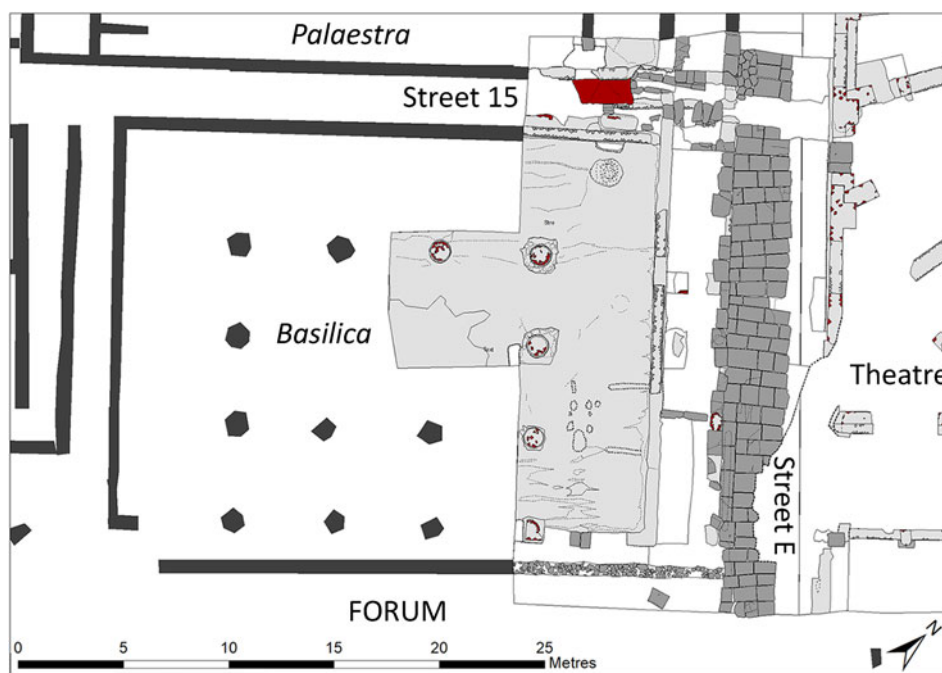 Palaestra
Street 15
Basilica
Theatre
Street E
FORUM
0 5 10 15 20 25
Metres
N